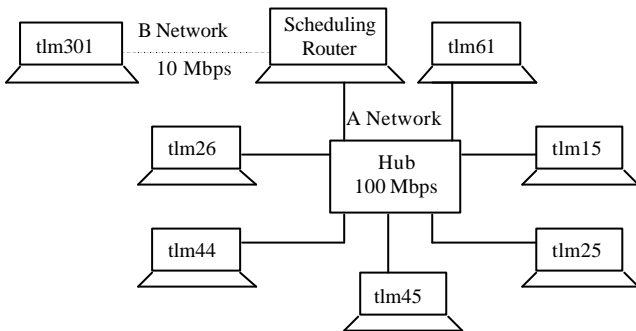 tlm301
B Network
10 Mbps
Scheduling
Router
tlm61
A Network
tlm26
Hub
100 Mbps
tlm15
tlm44
tlm45
tlm25